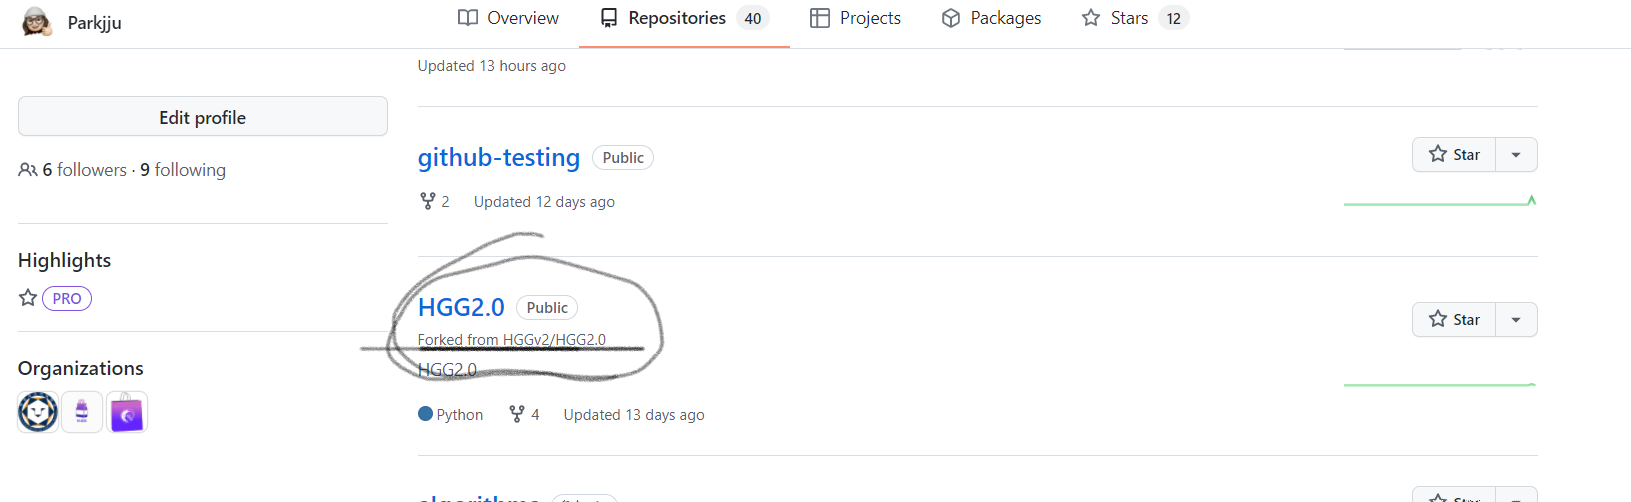 Parkjju
Overview Repositories 40 Projects Packages Stars 12
Updated 13 hours ago
Edit profile
6 followers · 9 following
Highlights
PRO
Organizations
github-testing Public
2 Updated 12 days ago
Star
HGG2.0 Public
Forked from HGGv2/HGG2.0
HGG2.0
Python 4 Updated 13 days ago
Star